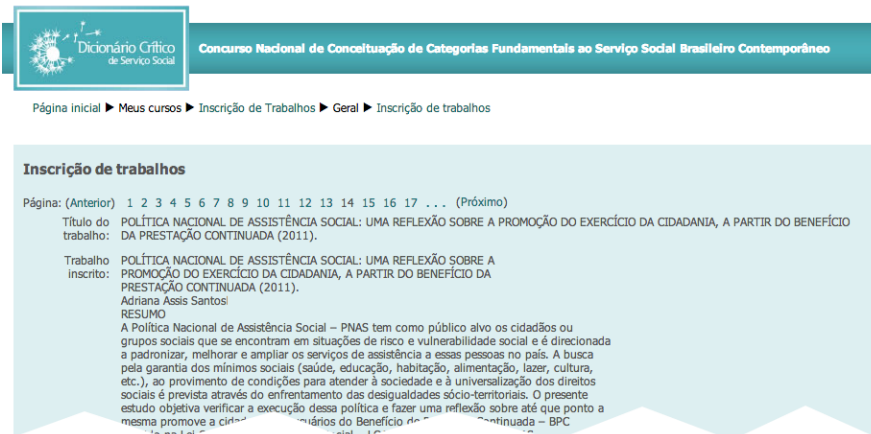 Dicionário Crítico
de Serviço Social
Concurso Nacional de Conceituação de Categorias Fundamentais ao Serviço Social Brasileiro Contemporâneo
Página inicial ▶ Meus cursos ▶ Inscrição de Trabalhos ▶ Geral ▶ Inscrição de trabalhos
Inscrição de trabalhos
Página: (Anterior) 1 2 3 4 5 6 7 8 9 10 11 12 13 14 15 16 17 ... (Próximo)
Título do trabalho: POLÍTICA NACIONAL DE ASSISTÊNCIA SOCIAL: UMA REFLEXÃO SOBRE A PROMOÇÃO DO EXERCÍCIO DA CIDADANIA, A PARTIR DO BENEFÍCIO
DA PRESTAÇÃO CONTINUADA (2011).
Trabalho inscrito: POLÍTICA NACIONAL DE ASSISTÊNCIA SOCIAL: UMA REFLEXÃO SOBRE A
PROMOÇÃO DO EXERCÍCIO DA CIDADANIA, A PARTIR DO BENEFÍCIO DA
PRESTAÇÃO CONTINUADA (2011).
Adriana Assis Santos
RESUMO
A Política Nacional de Assistência Social – PNAS tem como público alvo os cidadãos ou
grupos sociais que se encontram em situações de risco e vulnerabilidade social e é direcionada
a padronizar, melhorar e ampliar os serviços de assistência a essas pessoas no país. A busca
pela garantia dos mínimos sociais (saúde, educação, habitação, alimentação, lazer, cultura,
etc.), ao provimento de condições para atender à sociedade e à universalização dos direitos
sociais é prevista através do enfrentamento das desigualdades sócio-territoriais. O presente
estudo objetiva verificar a execução dessa política e fazer uma reflexão sobre até que ponto a
mesma promove a do Benefício Continuada – BPC